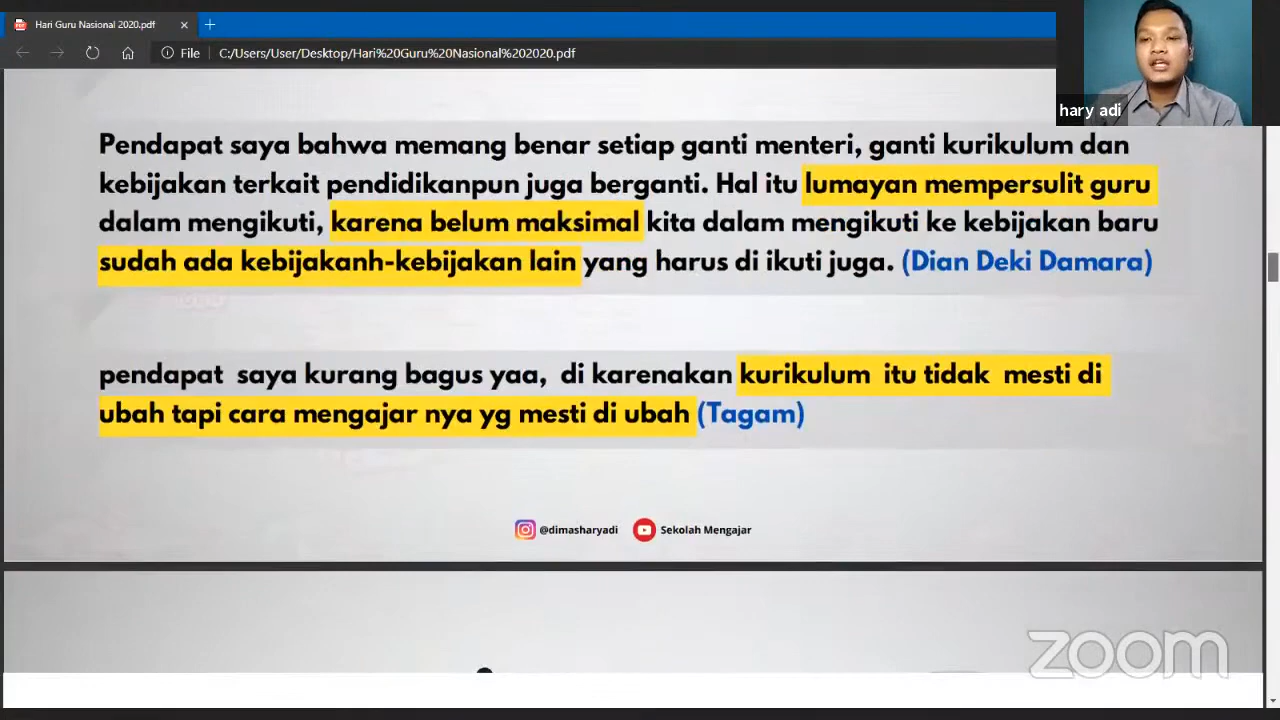 Hari Guru Nasional 2020.pdf
File
C:/Users/User/Desktop/Hari%20Guru%20Nasional%202020.pdf
hary adi
Pendapat saya bahwa memang benar setiap ganti menteri, ganti kurikulum dan
kebijakan terkait pendidikanpun juga berganti. Hal itu lumayan mempersulit guru
dalam mengikuti, karena belum maksimal kita dalam mengikuti ke kebijakan baru
sudah ada kebijakanh-kebijakan lain yang harus di ikuti juga. (Dian Deki Damara)
pendapat saya kurang bagus yaa, di karenakan kurikulum itu tidak mesti di
ubah tapi cara mengajar nya yg mesti di ubah (Tagam)
@dimasharyadi Sekolah Mengajar
zoom